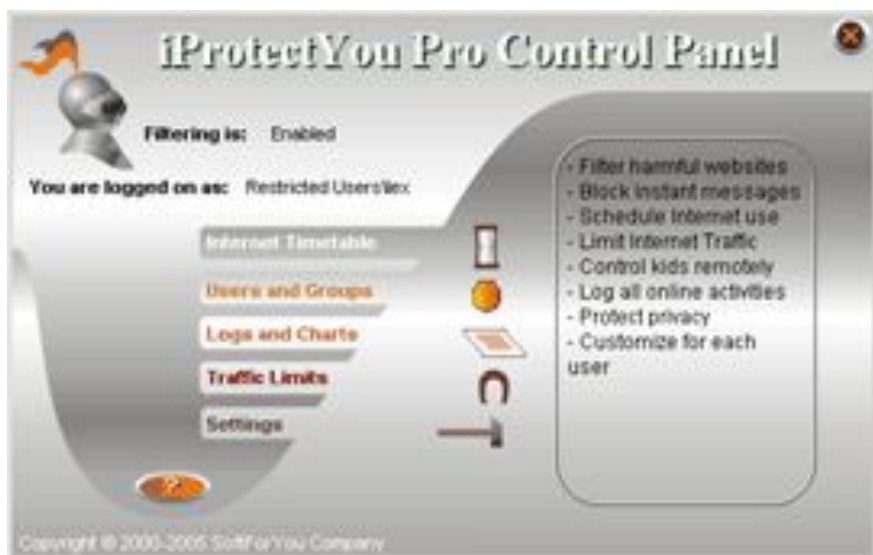 iProtectYou Pro Control Panel
Filtering is: Enabled
You are logged on as: Restricted Users\lex
Internet Timetable
Users and Groups
Logs and Charts
Traffic Limits
Settings
?
- Filter harmful websites
- Block instant messages
- Schedule Internet use
- Limit Internet Traffic
- Control kids remotely
- Log all online activities
- Protect privacy
- Customize for each
user
Copyright © 2000-2005 SoftForYou Company